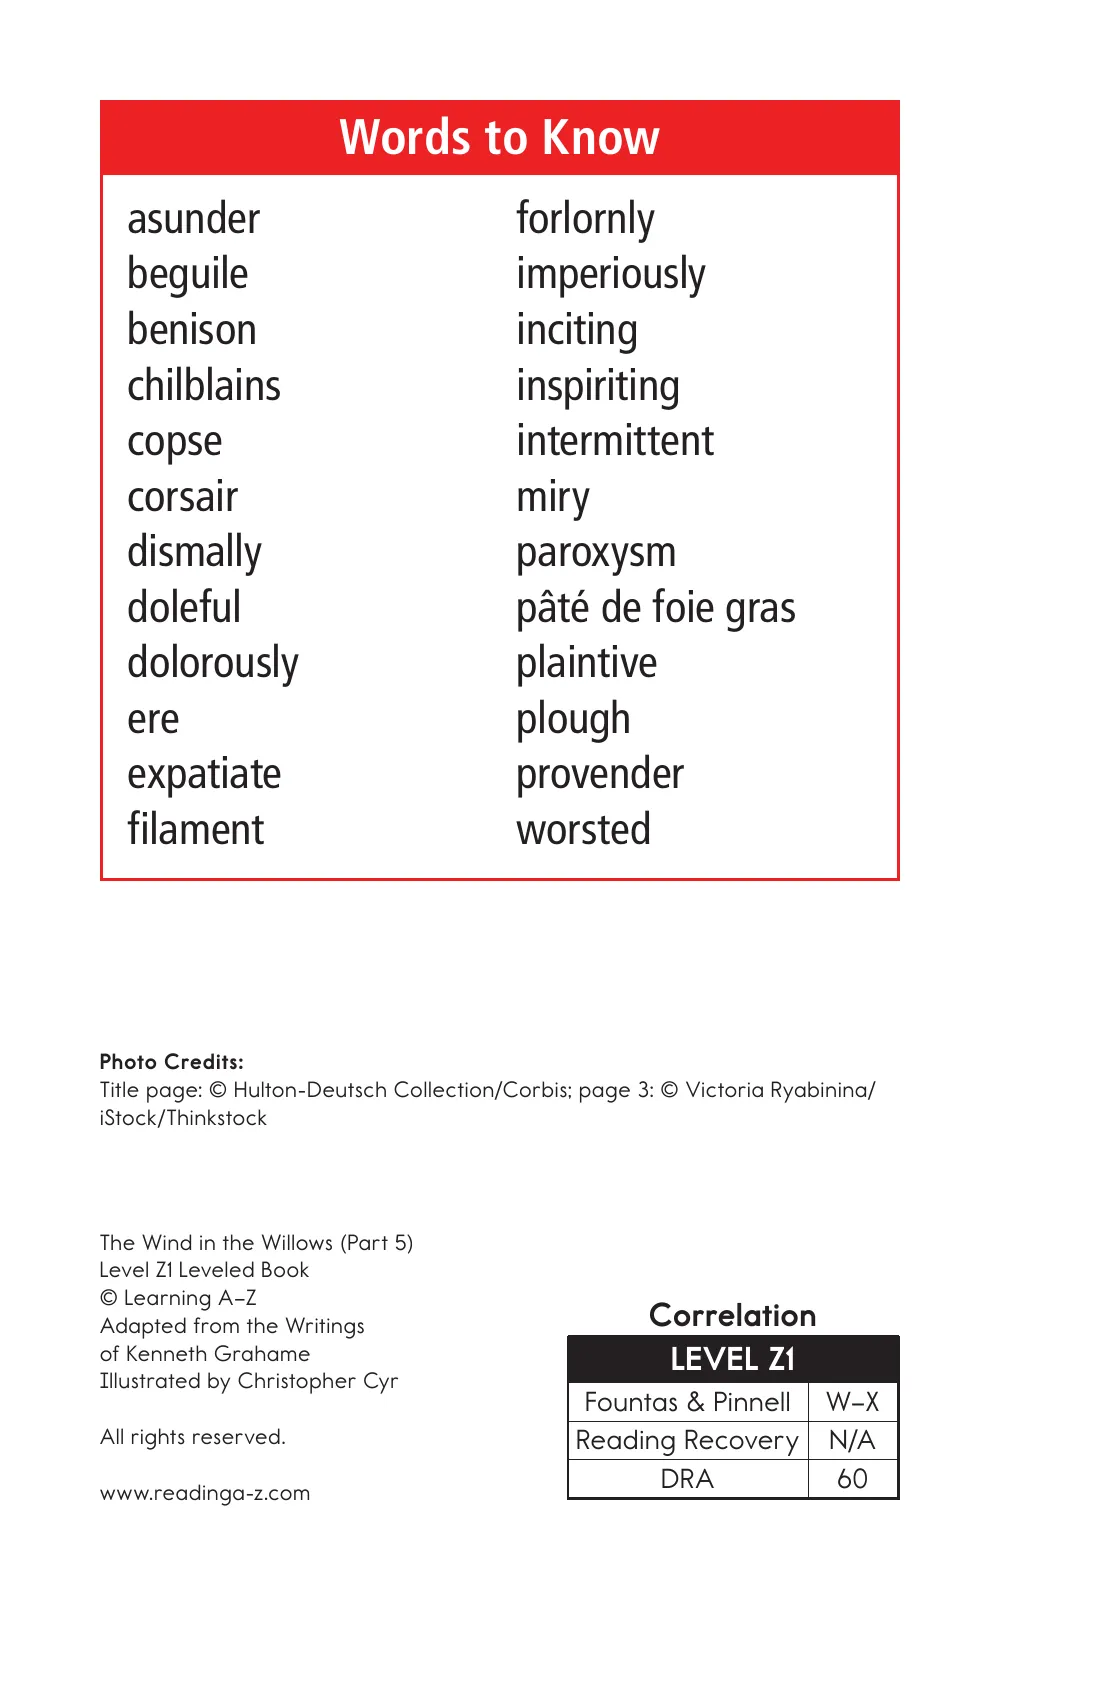 Words to Know
asunder
beguile
benison
chilblains
copse
corsair
dismally
doleful
dolorously
ere
expatiate
filament
forlornly
imperiously
inciting
inspiriting
intermittent
miry
paroxysm
pâté de foie gras
plaintive
plough
provender
worsted
Photo Credits:
Title page: © Hulton-Deutsch Collection/Corbis; page 3: © Victoria Ryabinina/
iStock/Thinkstock
The Wind in the Willows (Part 5)
Level Z1 Leveled Book
© Learning A–Z
Adapted from the Writings
of Kenneth Grahame
Illustrated by Christopher Cyr
All rights reserved.
www.readinga-z.com
Correlation
LEVEL Z1
Fountas & Pinnell W–X
Reading Recovery N/A
DRA 60